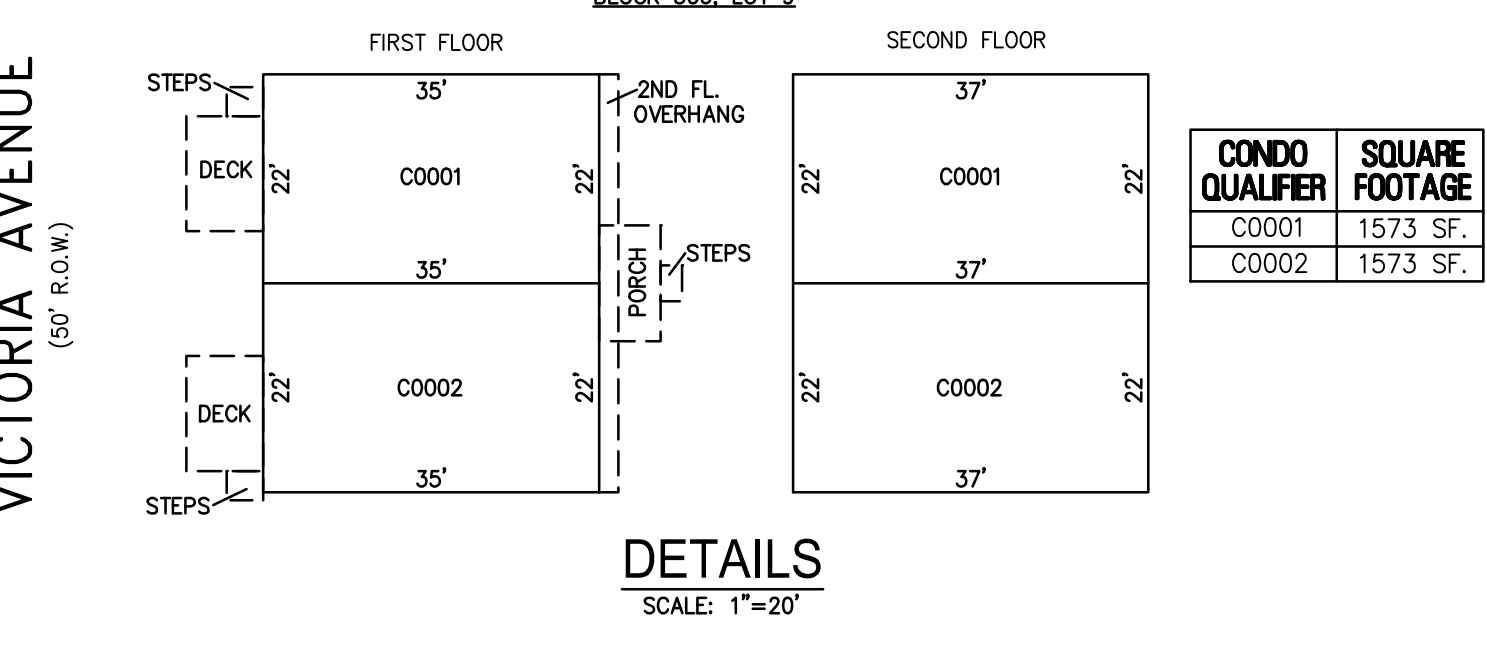 FIRST FLOOR
SECOND FLOOR
STEPS
35'
2ND FL.
OVERHANG
37'
DECK
22'
C0001
22'
22'
C0001
22'
VICTORIA AVENUE
(50' R.O.W.)
35'
PORCH
STEPS
37'
DECK
22'
C0002
22'
22'
C0002
22'
35'
37'
STEPS
CONDO
QUALIFIER
SQUARE
FOOTAGE
C0001 1573 SF.
C0002 1573 SF.
DETAILS
SCALE: 1"=20'